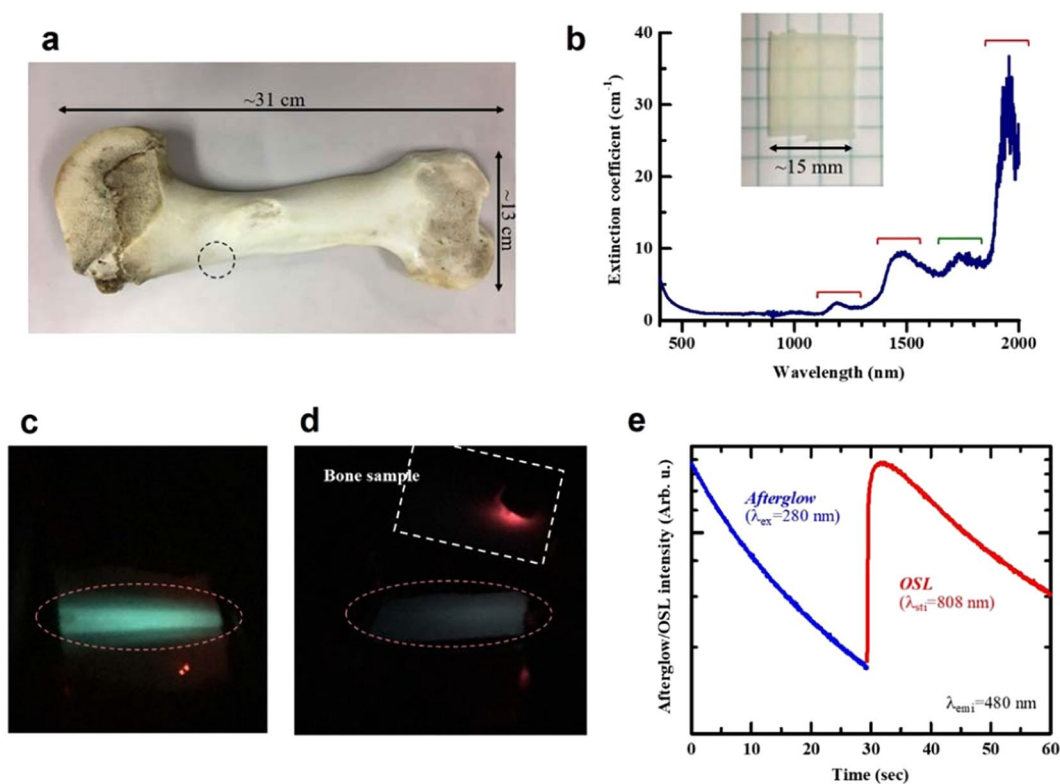 a
~31 cm
~13 cm
b
Extinction coefficient (cm-1)
40
30
20
10
0
~15 mm
500
1000
1500
2000
Wavelength (nm)
c
d
Bone sample
e
Afterglow/OSL intensity (Arb. u.)
Afterglow
(λex=280 nm)
OSL
(λsti=808 nm)
λemi=480 nm
0
10
20
30
40
50
60
Time (sec)